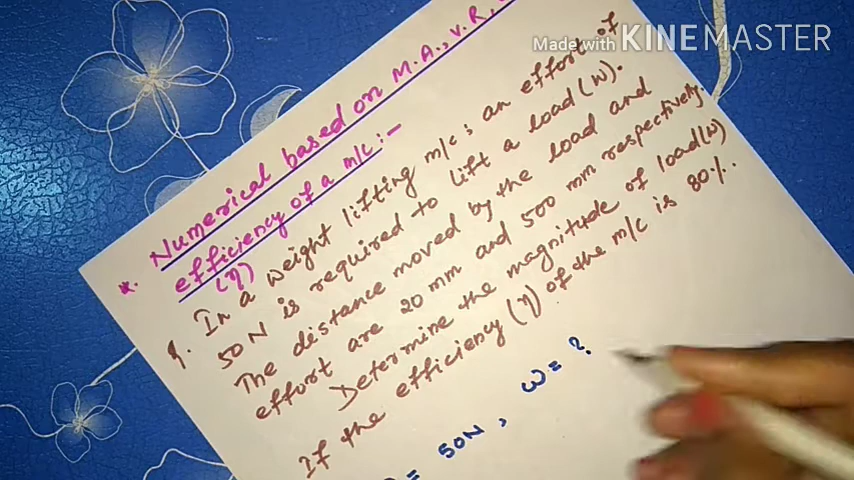 Made with KINEMASTER
*. Numerical based on M.A., V.R,
efficiency of a m/c :-
(η)
q. In a weight lifting m/c, an effort of
50N is required to lift a load (W).
The distance moved by the load and
effort are 20 mm and 500 mm respectively.
Determine the magnitude of load (W)
If the efficiency (η) of the m/c is 80%.
= 50N, W = ?